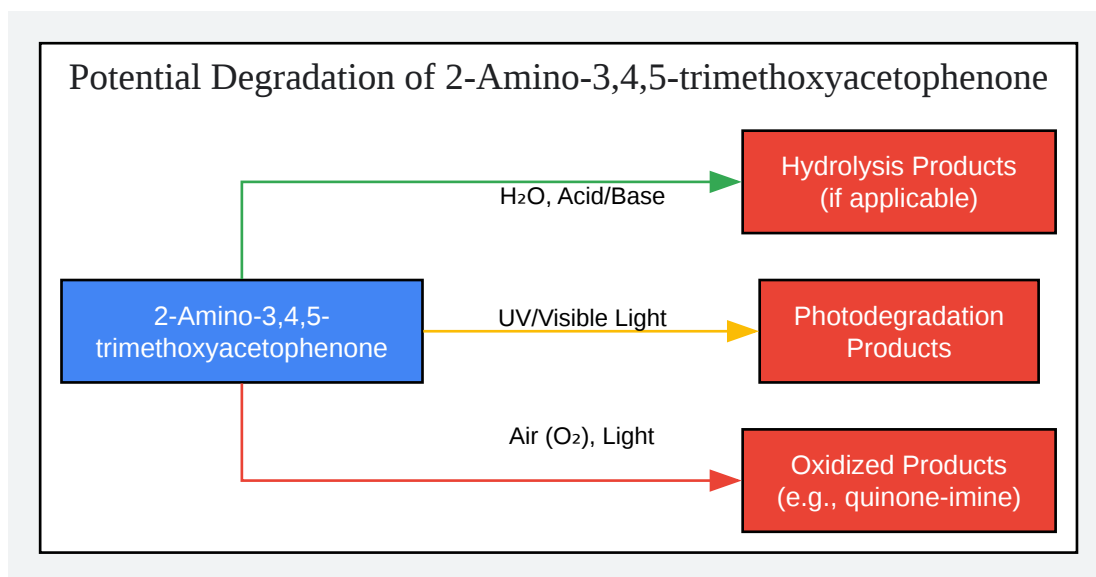 Potential Degradation of 2-Amino-3,4,5-trimethoxyacetophenone
Hydrolysis Products
(if applicable)
H₂O, Acid/Base
2-Amino-3,4,5-
trimethoxyacetophenone
UV/Visible Light
Photodegradation
Products
Air (O₂), Light
Oxidized Products
(e.g., quinone-imine)